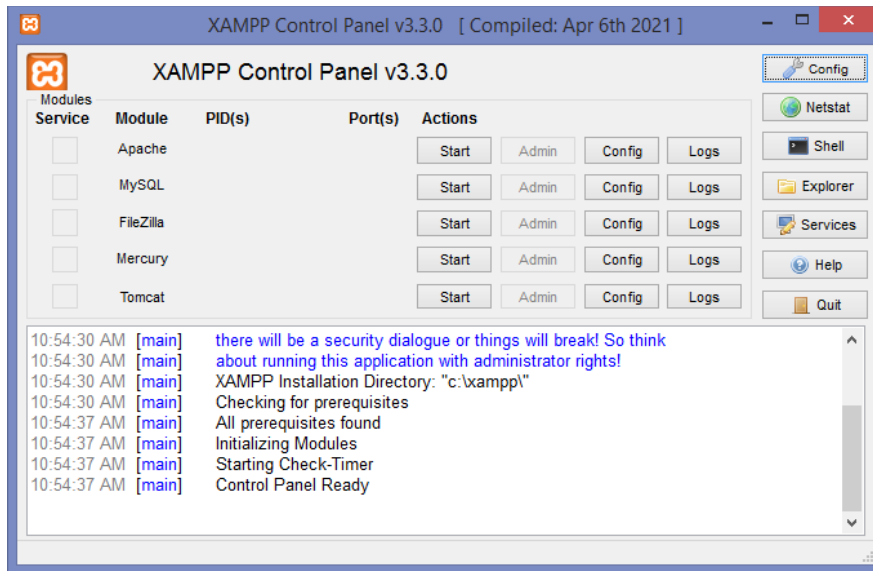 XAMPP Control Panel v3.3.0 [ Compiled: Apr 6th 2021 ]
XAMPP Control Panel v3.3.0
Config
Modules
Service Module PID(s) Port(s) Actions
Netstat
Apache Start Admin Config Logs
Shell
MySQL Start Admin Config Logs
Explorer
FileZilla Start Admin Config Logs
Services
Mercury Start Admin Config Logs
Help
Tomcat Start Admin Config Logs
Quit
10:54:30 AM [main] there will be a security dialogue or things will break! So think
10:54:30 AM [main] about running this application with administrator rights!
10:54:30 AM [main] XAMPP Installation Directory: "c:\xampp\"
10:54:30 AM [main] Checking for prerequisites
10:54:37 AM [main] All prerequisites found
10:54:37 AM [main] Initializing Modules
10:54:37 AM [main] Starting Check-Timer
10:54:37 AM [main] Control Panel Ready